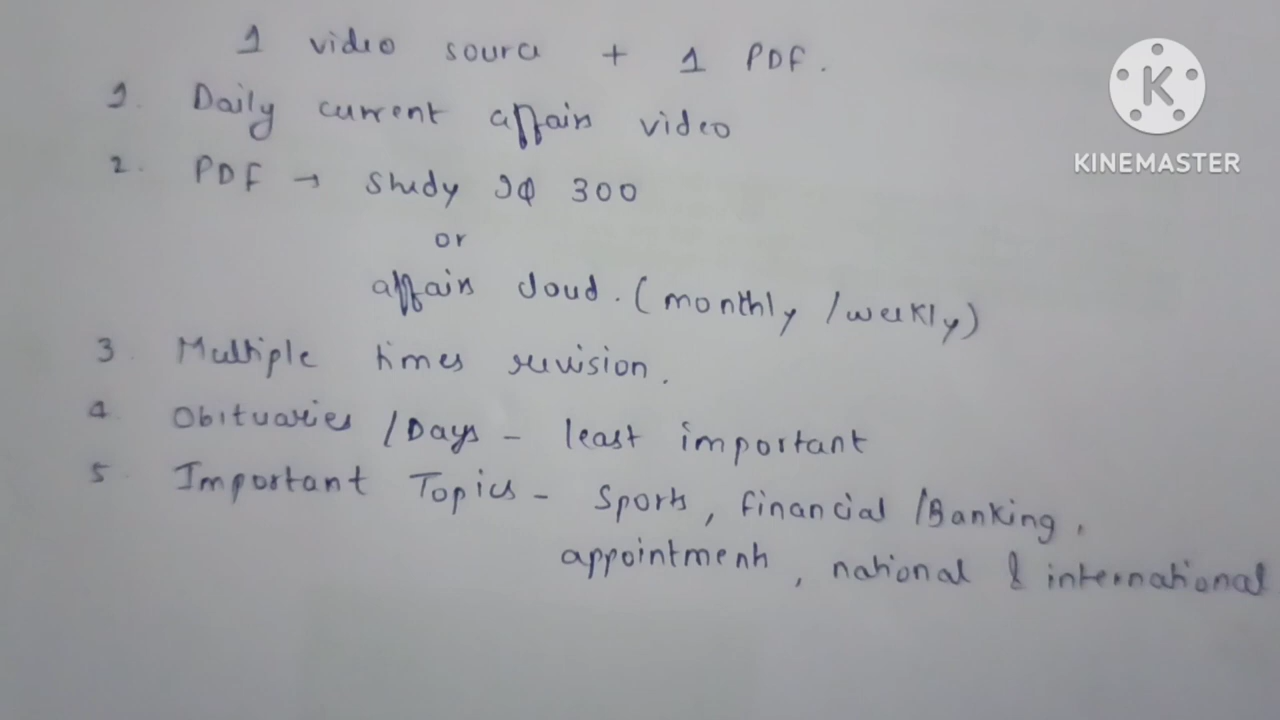 1 video source + 1 PDF.
1. Daily current affairs video
2. PDF → Study IQ 300
or
affairs cloud. (monthly / weekly)
3. Multiple times revision.
4. Obituaries / Days - least important
5. Important Topics - Sports, financial / Banking,
appointments, national & international
K
KINEMASTER